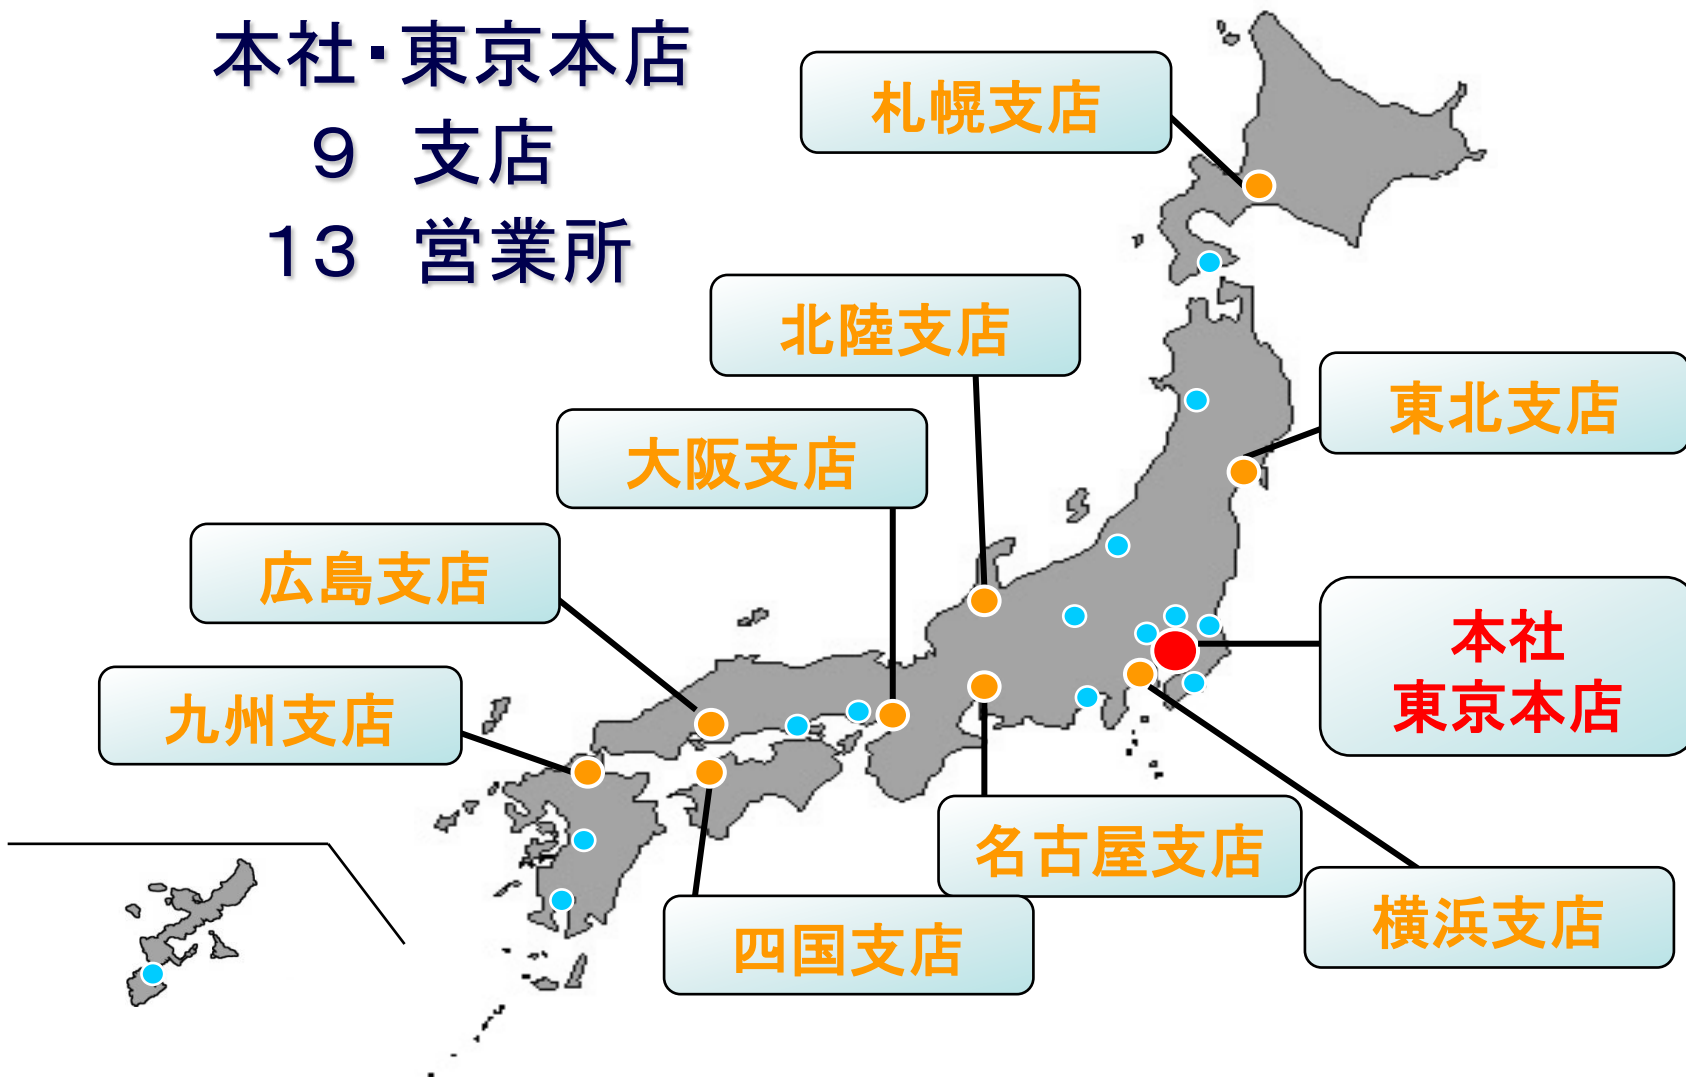 本社・東京本店
９　支店
１３　営業所
札幌支店
北陸支店
東北支店
大阪支店
広島支店
本社
東京本店
九州支店
名古屋支店
横浜支店
四国支店